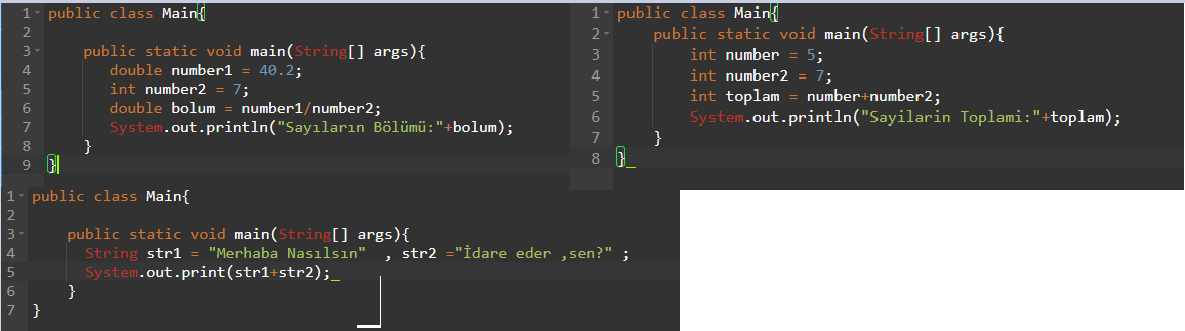 1 public class Main{
2
3 public static void main(String[] args){
4 double number1 = 40.2;
5 int number2 = 7;
6 double bolum = number1/number2;
7 System.out.println("Sayıların Bölümü:"+bolum);
8 }
9 }
1 public class Main{
2 public static void main(String[] args){
3 int number = 5;
4 int number2 = 7;
5 int toplam = number+number2;
6 System.out.println("Sayilarin Toplami:"+toplam);
7 }
8 }_
1 public class Main{
2
3 public static void main(String[] args){
4 String str1 = "Merhaba Nasılsın" , str2 ="İdare eder ,sen?" ;
5 System.out.print(str1+str2);_
6 }
7 }